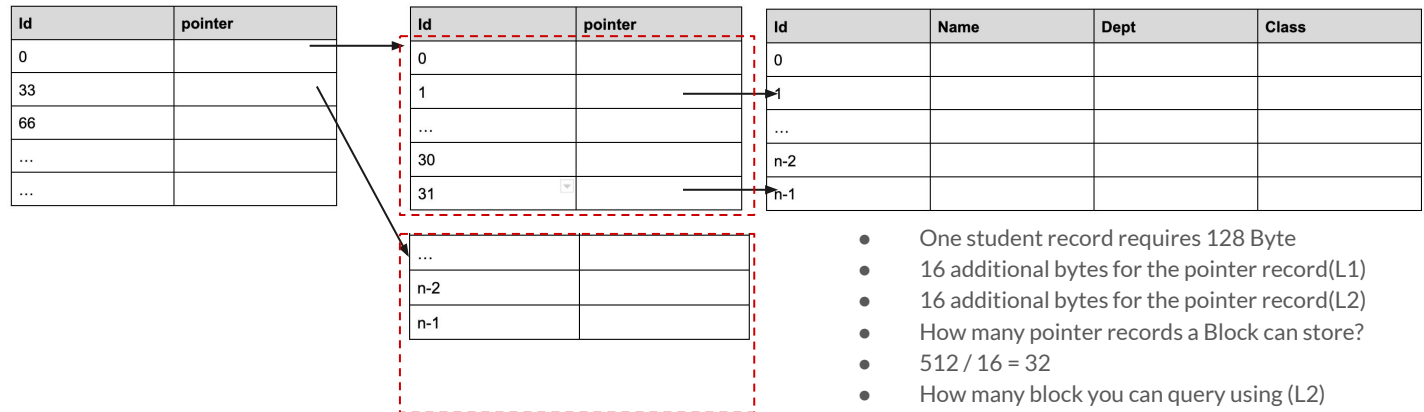 Id pointer
0
33
66
…
…
Id pointer
0
1
…
30
31
…
n-2
n-1
Id Name Dept Class
0
1
…
n-2
n-1
● One student record requires 128 Byte
● 16 additional bytes for the pointer record(L1)
● 16 additional bytes for the pointer record(L2)
● How many pointer records a Block can store?
● 512 / 16 = 32
● How many block you can query using (L2)